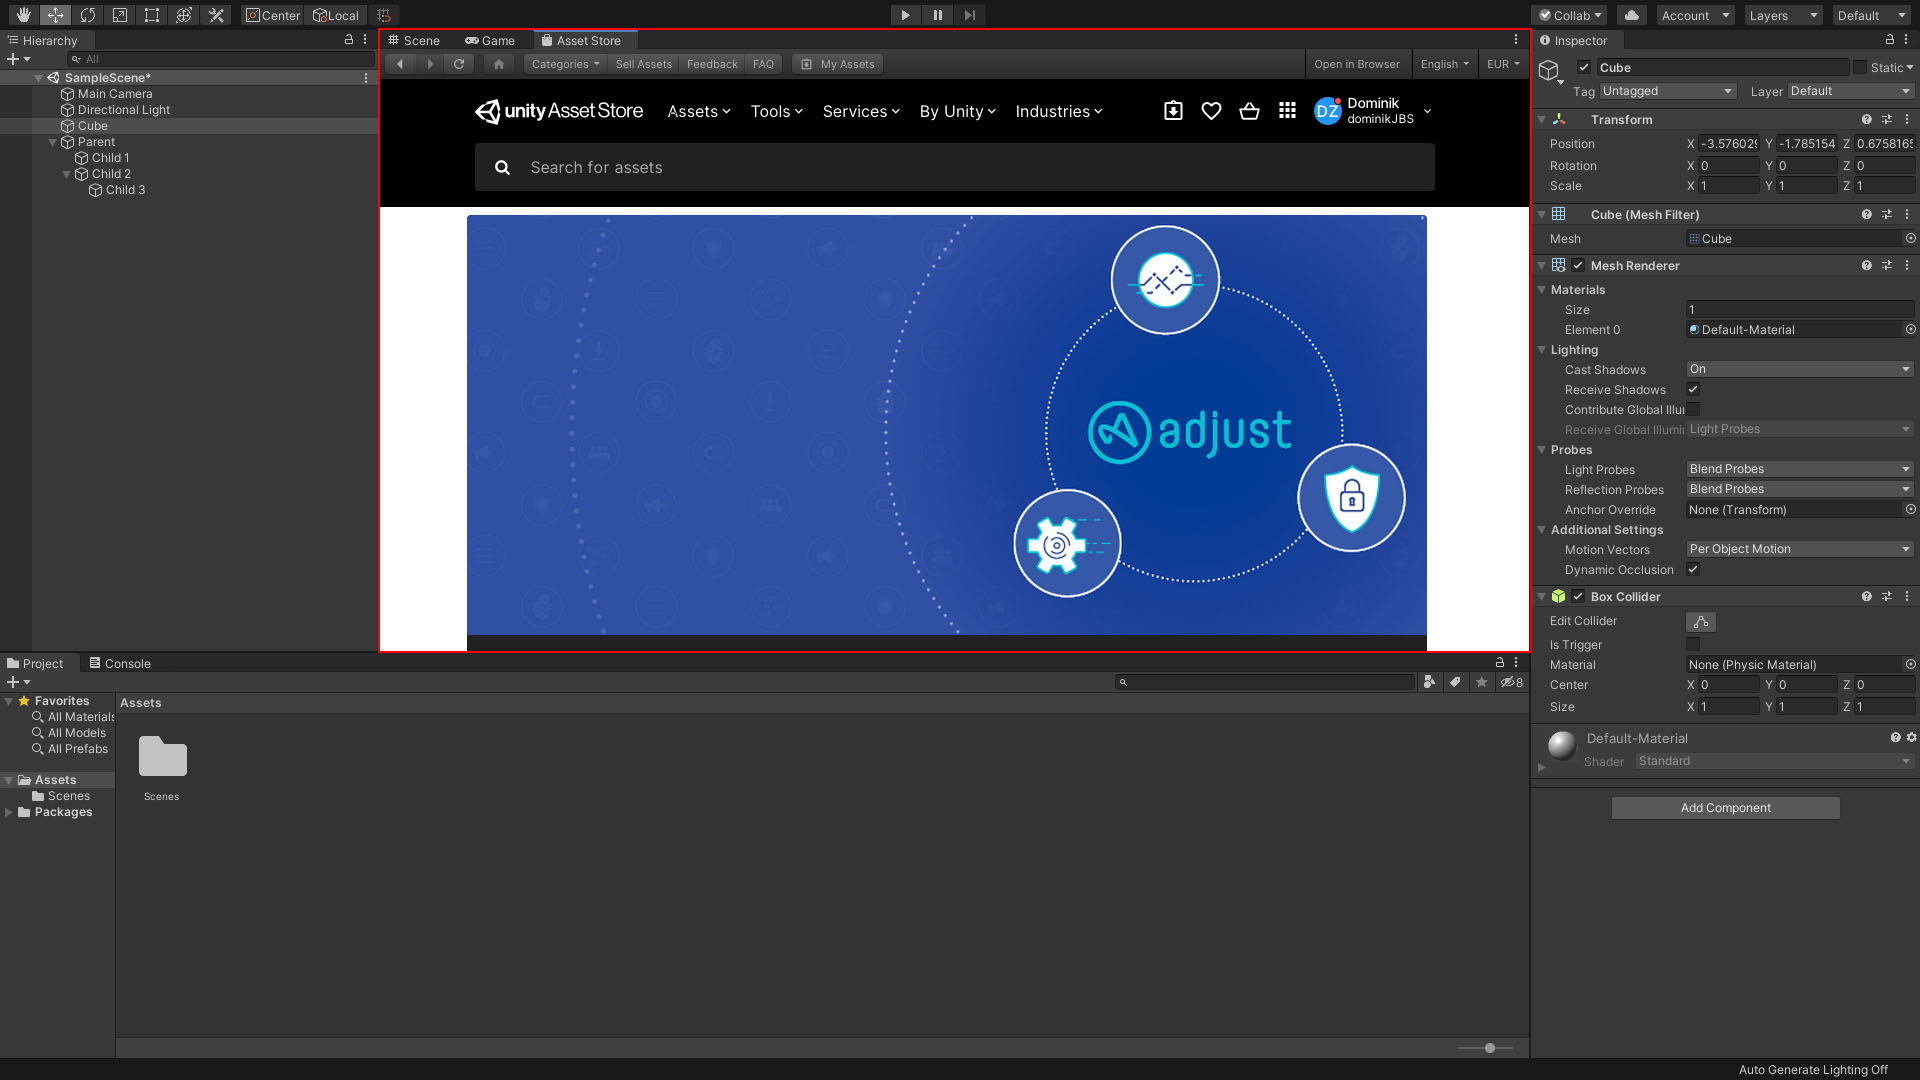 Center
Local
Collab
Account
Layers
Default
Hierarchy
All
SampleScene*
Main Camera
Directional Light
Cube
Parent
Child 1
Child 2
Child 3
Scene
Game
Asset Store
Categories
Sell Assets
Feedback
FAQ
My Assets
Open in Browser
English
EUR
unity Asset Store
Assets
Tools
Services
By Unity
Industries
DZ
Dominik
dominikJBS
Search for assets
adjust
Inspector
Cube
Static
Tag
Untagged
Layer
Default
Transform
Position X -3.576029 Y -1.785154 Z 0.6758165
Rotation X 0 Y 0 Z 0
Scale X 1 Y 1 Z 1
Cube (Mesh Filter)
Mesh Cube
Mesh Renderer
Materials
Size 1
Element 0 Default-Material
Lighting
Cast Shadows On
Receive Shadows
Contribute Global Illu
Receive Global Illumin Light Probes
Probes
Light Probes Blend Probes
Reflection Probes Blend Probes
Anchor Override None (Transform)
Additional Settings
Motion Vectors Per Object Motion
Dynamic Occlusion
Box Collider
Edit Collider
Is Trigger
Material None (Physic Material)
Center X 0 Y 0 Z 0
Size X 1 Y 1 Z 1
Default-Material
Shader Standard
Add Component
Project
Console
8
Favorites
All Materials
All Models
All Prefabs
Assets
Scenes
Packages
Assets
Scenes
Auto Generate Lighting Off